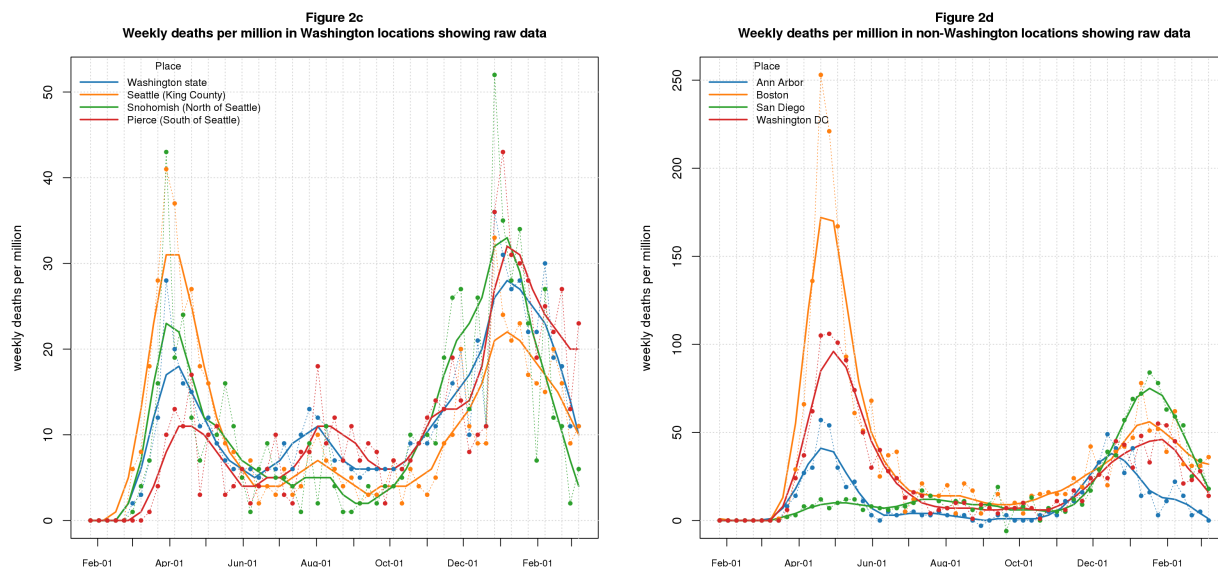 Figure 2c
Weekly deaths per million in Washington locations showing raw data
Place
Washington state
Seattle (King County)
Snohomish (North of Seattle)
Pierce (South of Seattle)
weekly deaths per million
50
40
30
20
10
0
Feb-01 Apr-01 Jun-01 Aug-01 Oct-01 Dec-01 Feb-01
Figure 2d
Weekly deaths per million in non-Washington locations showing raw data
Place
Ann Arbor
Boston
San Diego
Washington DC
weekly deaths per million
250
200
150
100
50
0
Feb-01 Apr-01 Jun-01 Aug-01 Oct-01 Dec-01 Feb-01